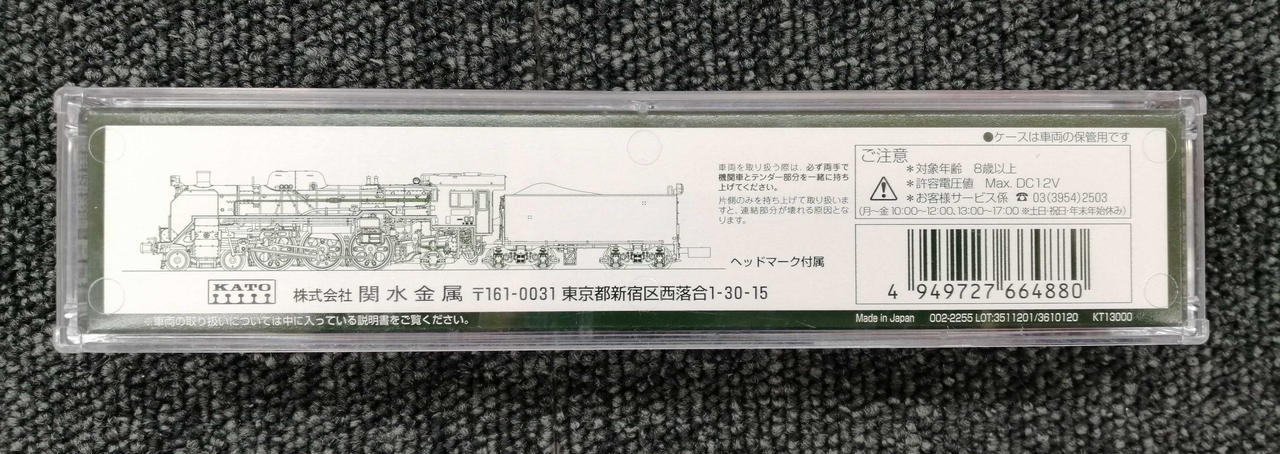 ●ケースは車両の保管用です
ご注意
＊対象年齢 8歳以上
＊許容電圧値 Max. DC12V
＊お客様サービス係 ☎ 03(3954)2503
(月〜金 10:00〜12:00, 13:00〜17:00 ※土日・祝日・年末年始休み)
車両を取り扱う際は、必ず両手で
機関車とテンダー部分を一緒に持ち
上げてください。
片側のみを持ち上げて取り扱いま
すと、連結部分が壊れる原因とな
ります。
ヘッドマーク付属
KATO
株式会社 関水金属 〒161-0031 東京都新宿区西落合1-30-15
4 949727 664880
※車両の取り扱いについては中に入っている説明書をご覧ください。
Made in Japan 002-2255 LOT:3511201/3610120 KT13000